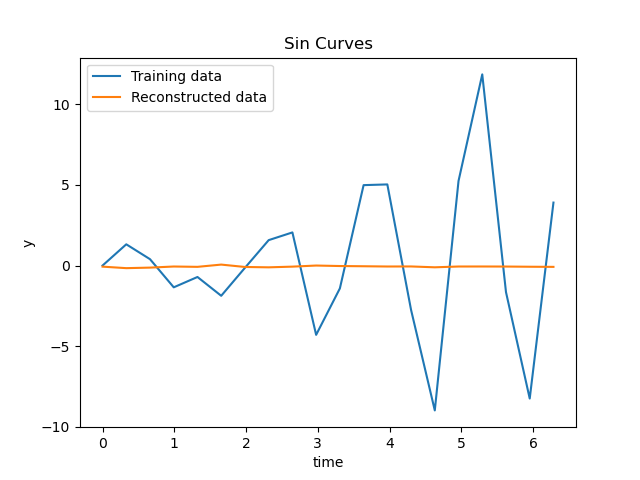 Sin Curves
Training data
Reconstructed data
10
5
0
−5
−10
y
0 1 2 3 4 5 6
time